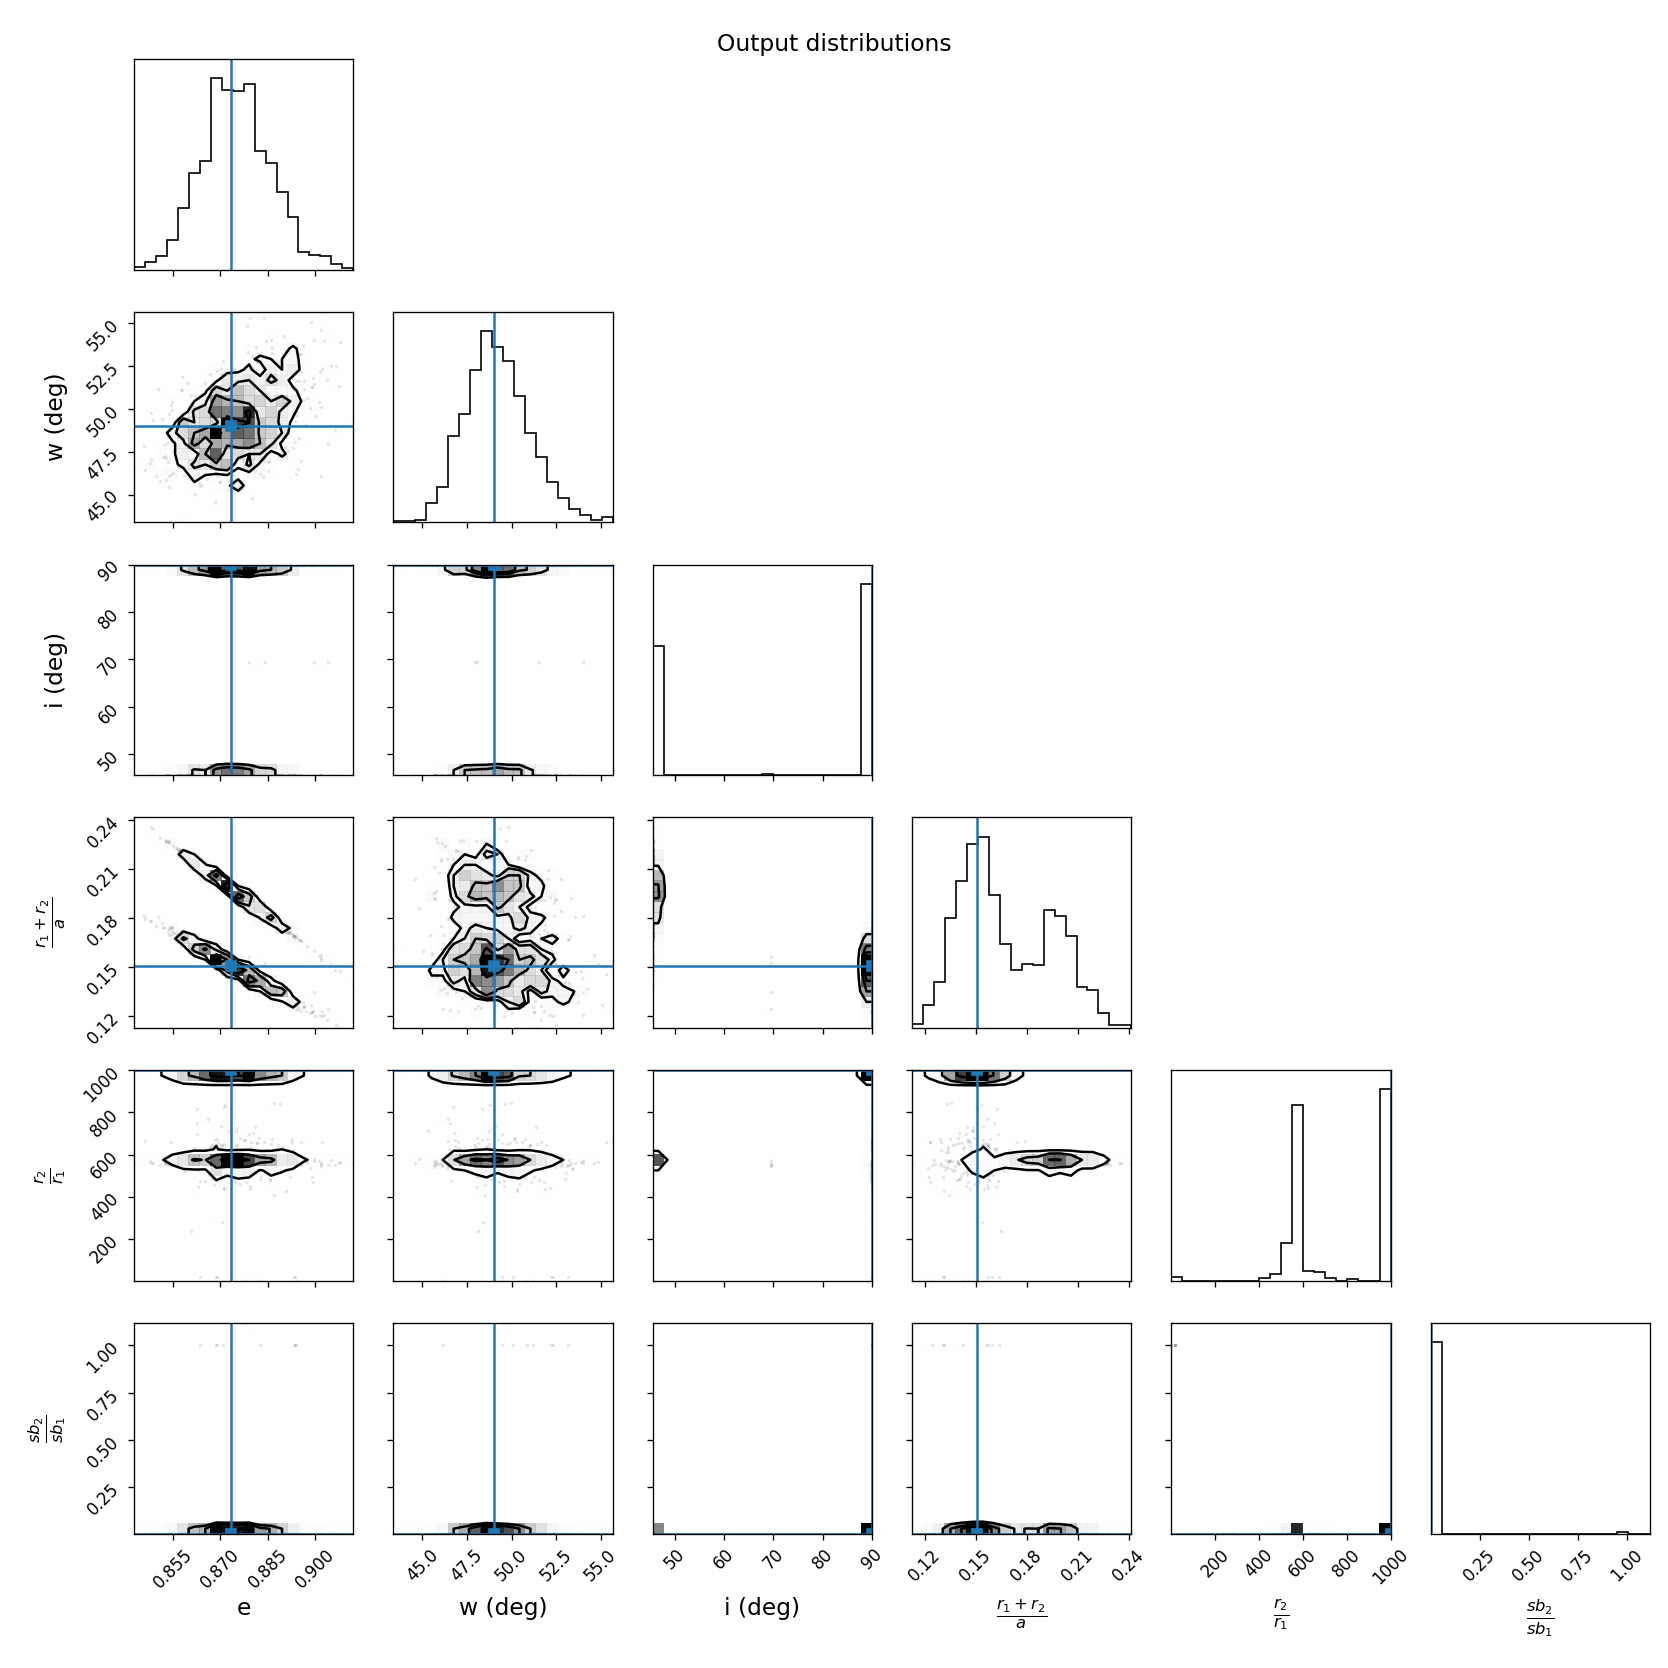 Output distributions
w (deg)
55.0
52.5
50.0
47.5
45.0
i (deg)
90
80
70
60
50
r₁ + r₂
a
0.24
0.21
0.18
0.15
0.12
r₂
r₁
1000
800
600
400
200
sb₂
sb₁
1.00
0.75
0.50
0.25
0.855 0.870 0.885 0.900 45.0 47.5 50.0 52.5 55.0 50 60 70 80 90 0.12 0.15 0.18 0.21 0.24 200 400 600 800 1000 0.25 0.50 0.75 1.00
e w (deg) i (deg) r₁ + r₂ r₂ sb₂
a r₁ sb₁